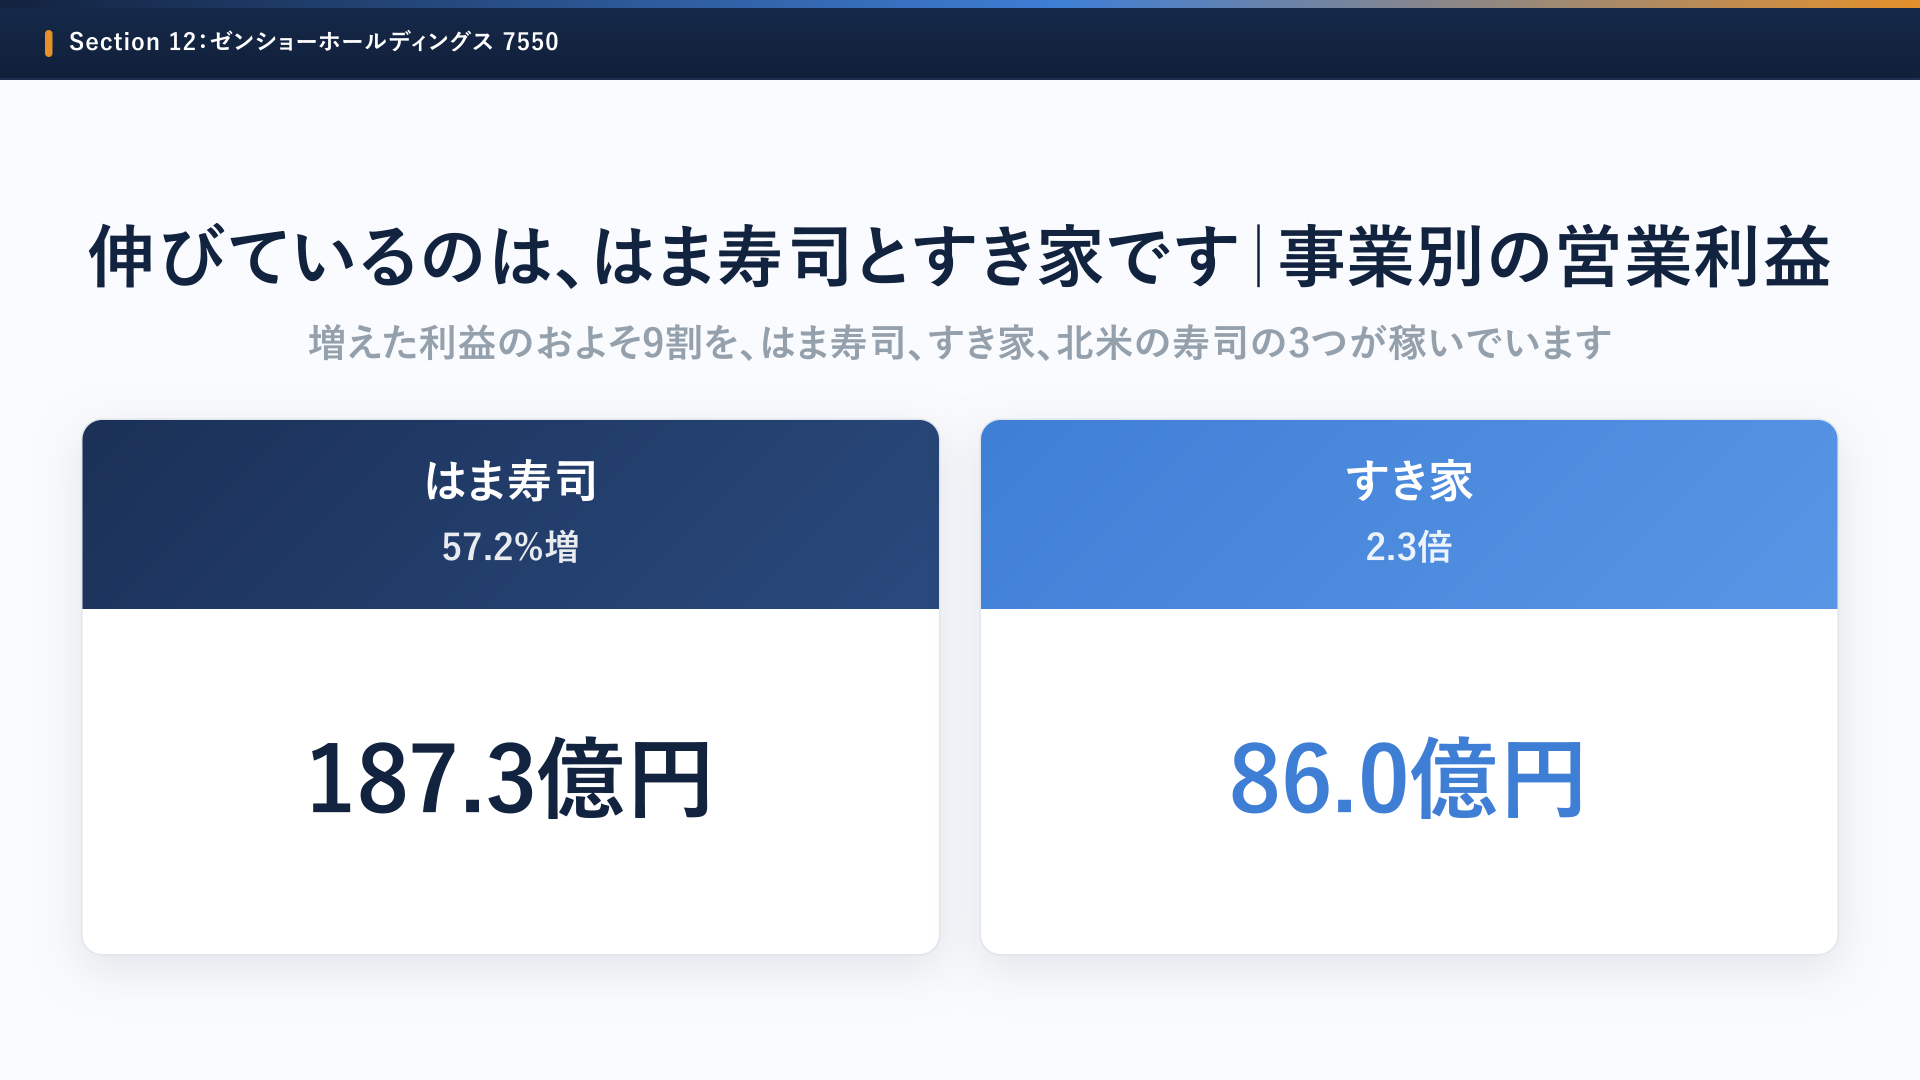 Section 12：ゼンショーホールディングス 7550
伸びているのは、はま寿司とすき家です｜事業別の営業利益
増えた利益のおよそ9割を、はま寿司、すき家、北米の寿司の3つが稼いでいます
はま寿司
57.2%増
187.3億円
すき家
2.3倍
86.0億円